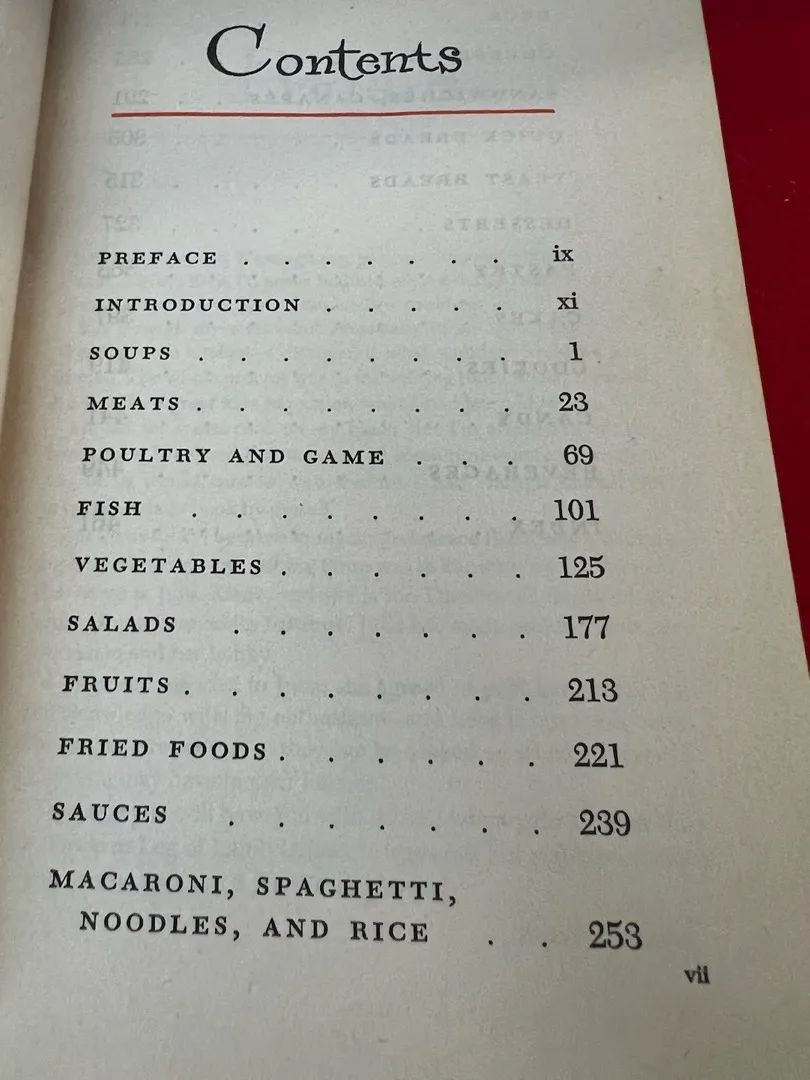 Contents
PREFACE . . . . . . . ix
INTRODUCTION . . . . . xi
SOUPS . . . . . . . . 1
MEATS . . . . . . . . 23
POULTRY AND GAME . . . 69
FISH . . . . . . . . 101
VEGETABLES . . . . . . 125
SALADS . . . . . . . 177
FRUITS . . . . . . . . 213
FRIED FOODS . . . . . . 221
SAUCES . . . . . . . 239
MACARONI, SPAGHETTI,
NOODLES, AND RICE . . 253
vii